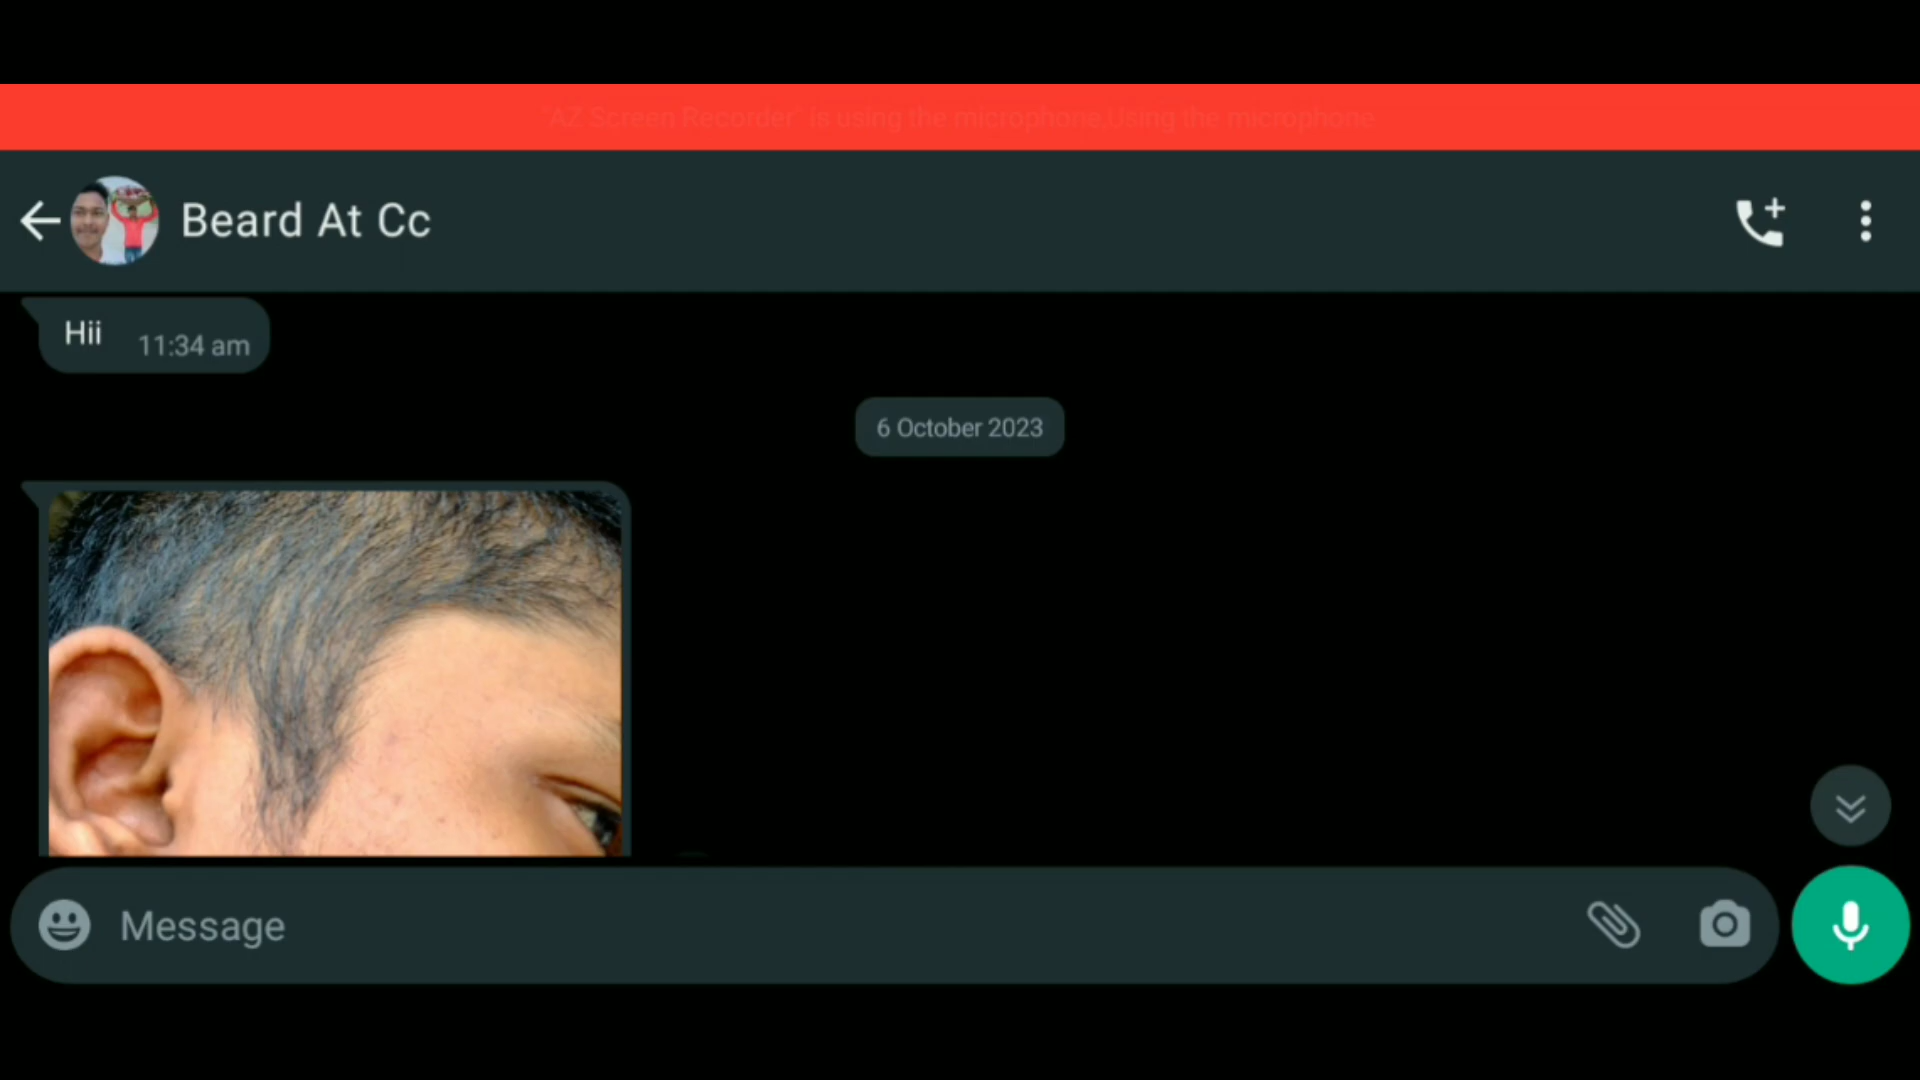 "AZ Screen Recorder" is using the microphone.Using the microphone
Beard At Cc
Hii 11:34 am
6 October 2023
Message